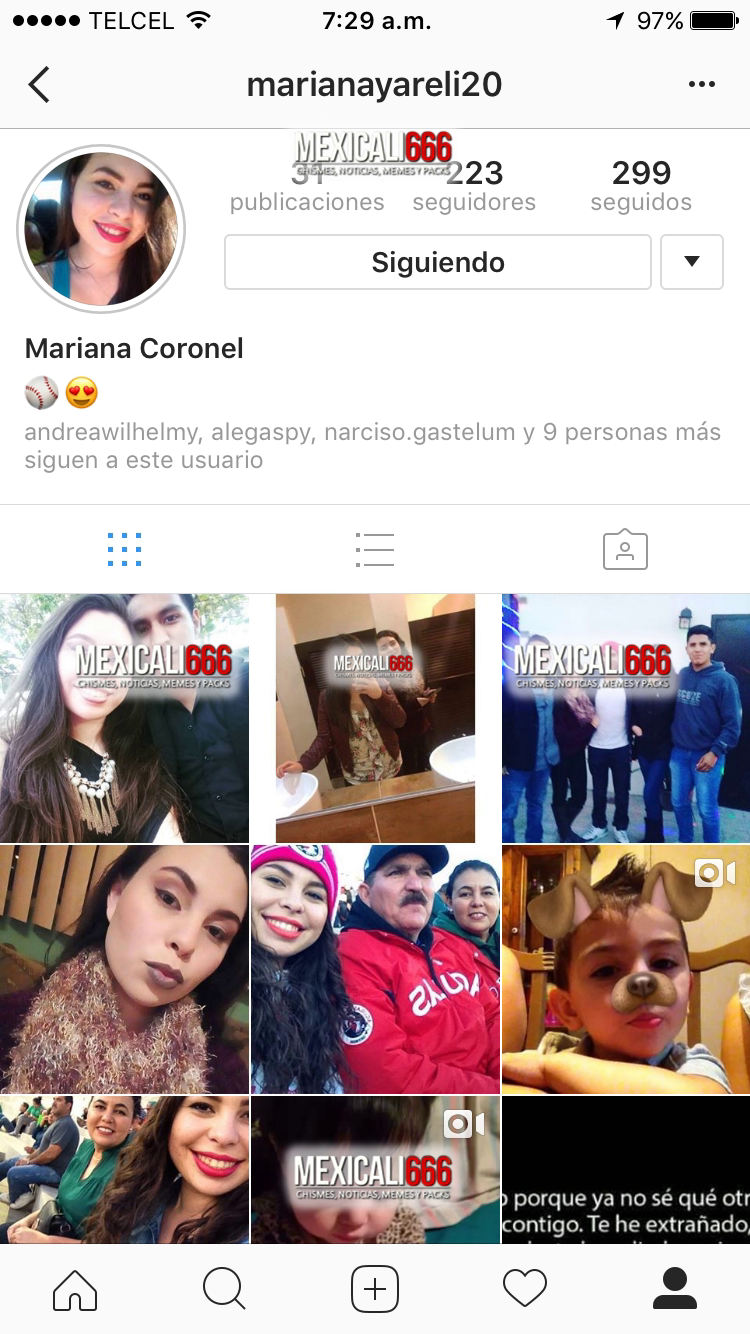 TELCEL 7:29 a.m. 97%
marianayareli20
MEXICALI666
CHISMES, NOTICIAS, MEMES Y PACKS
31 223 299
publicaciones seguidores seguidos
Siguiendo
Mariana Coronel
andreawilhelmy, alegaspy, narciso.gastelum y 9 personas más
siguen a este usuario
MEXICALI666
CHISMES, NOTICIAS, MEMES Y PACKS
MEXICALI666
CHISMES, NOTICIAS, MEMES Y PACKS
MEXICALI666
CHISMES, NOTICIAS, MEMES Y PACKS
MEXICALI666
CHISMES, NOTICIAS, MEMES Y PACKS
porque ya no sé qué
contigo. Te he extrañado,